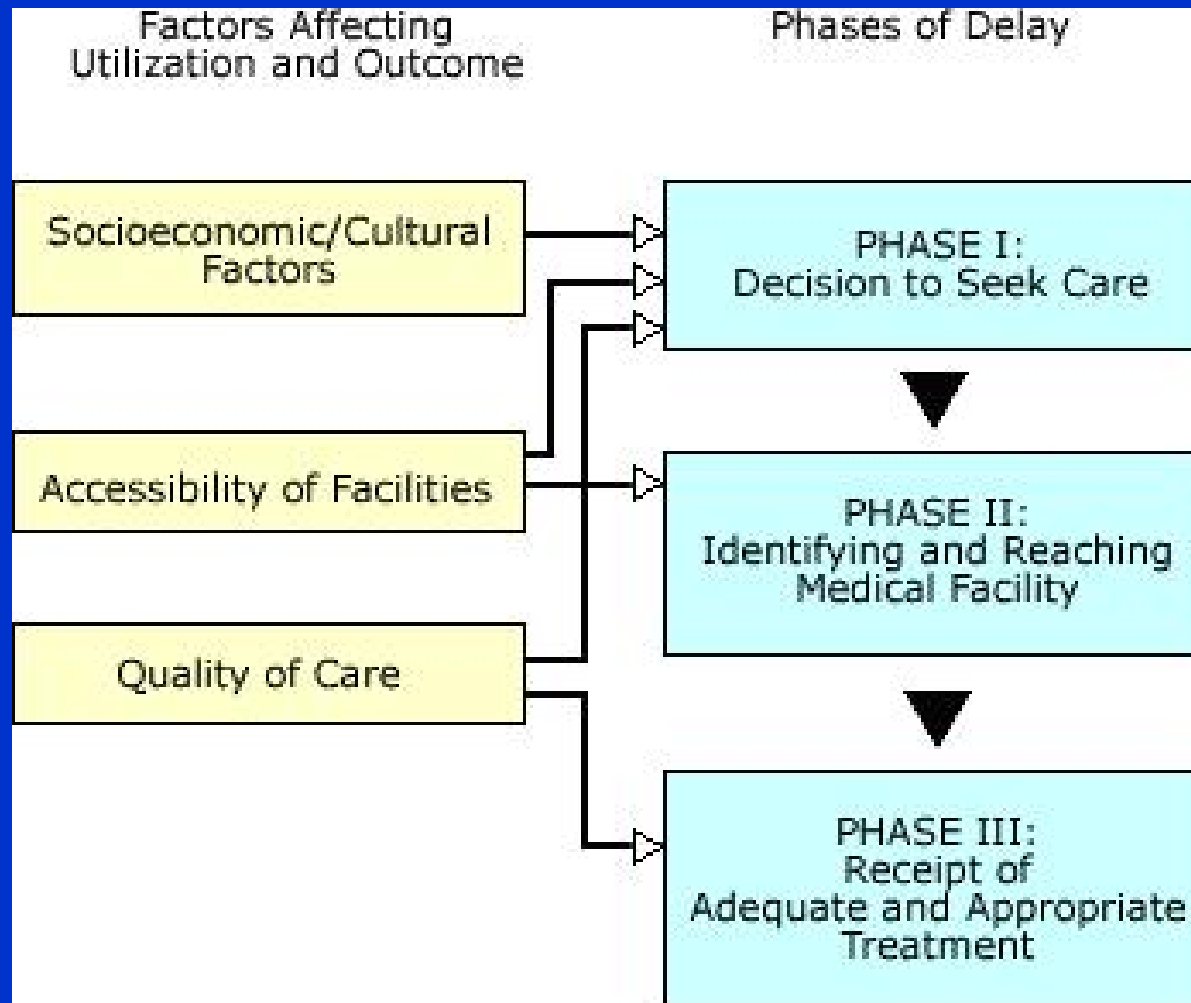 Factors Affecting
Utilization and Outcome
Phases of Delay
Socioeconomic/Cultural
Factors
Accessibility of Facilities
Quality of Care
PHASE I:
Decision to Seek Care
PHASE II:
Identifying and Reaching
Medical Facility
PHASE III:
Receipt of
Adequate and Appropriate
Treatment